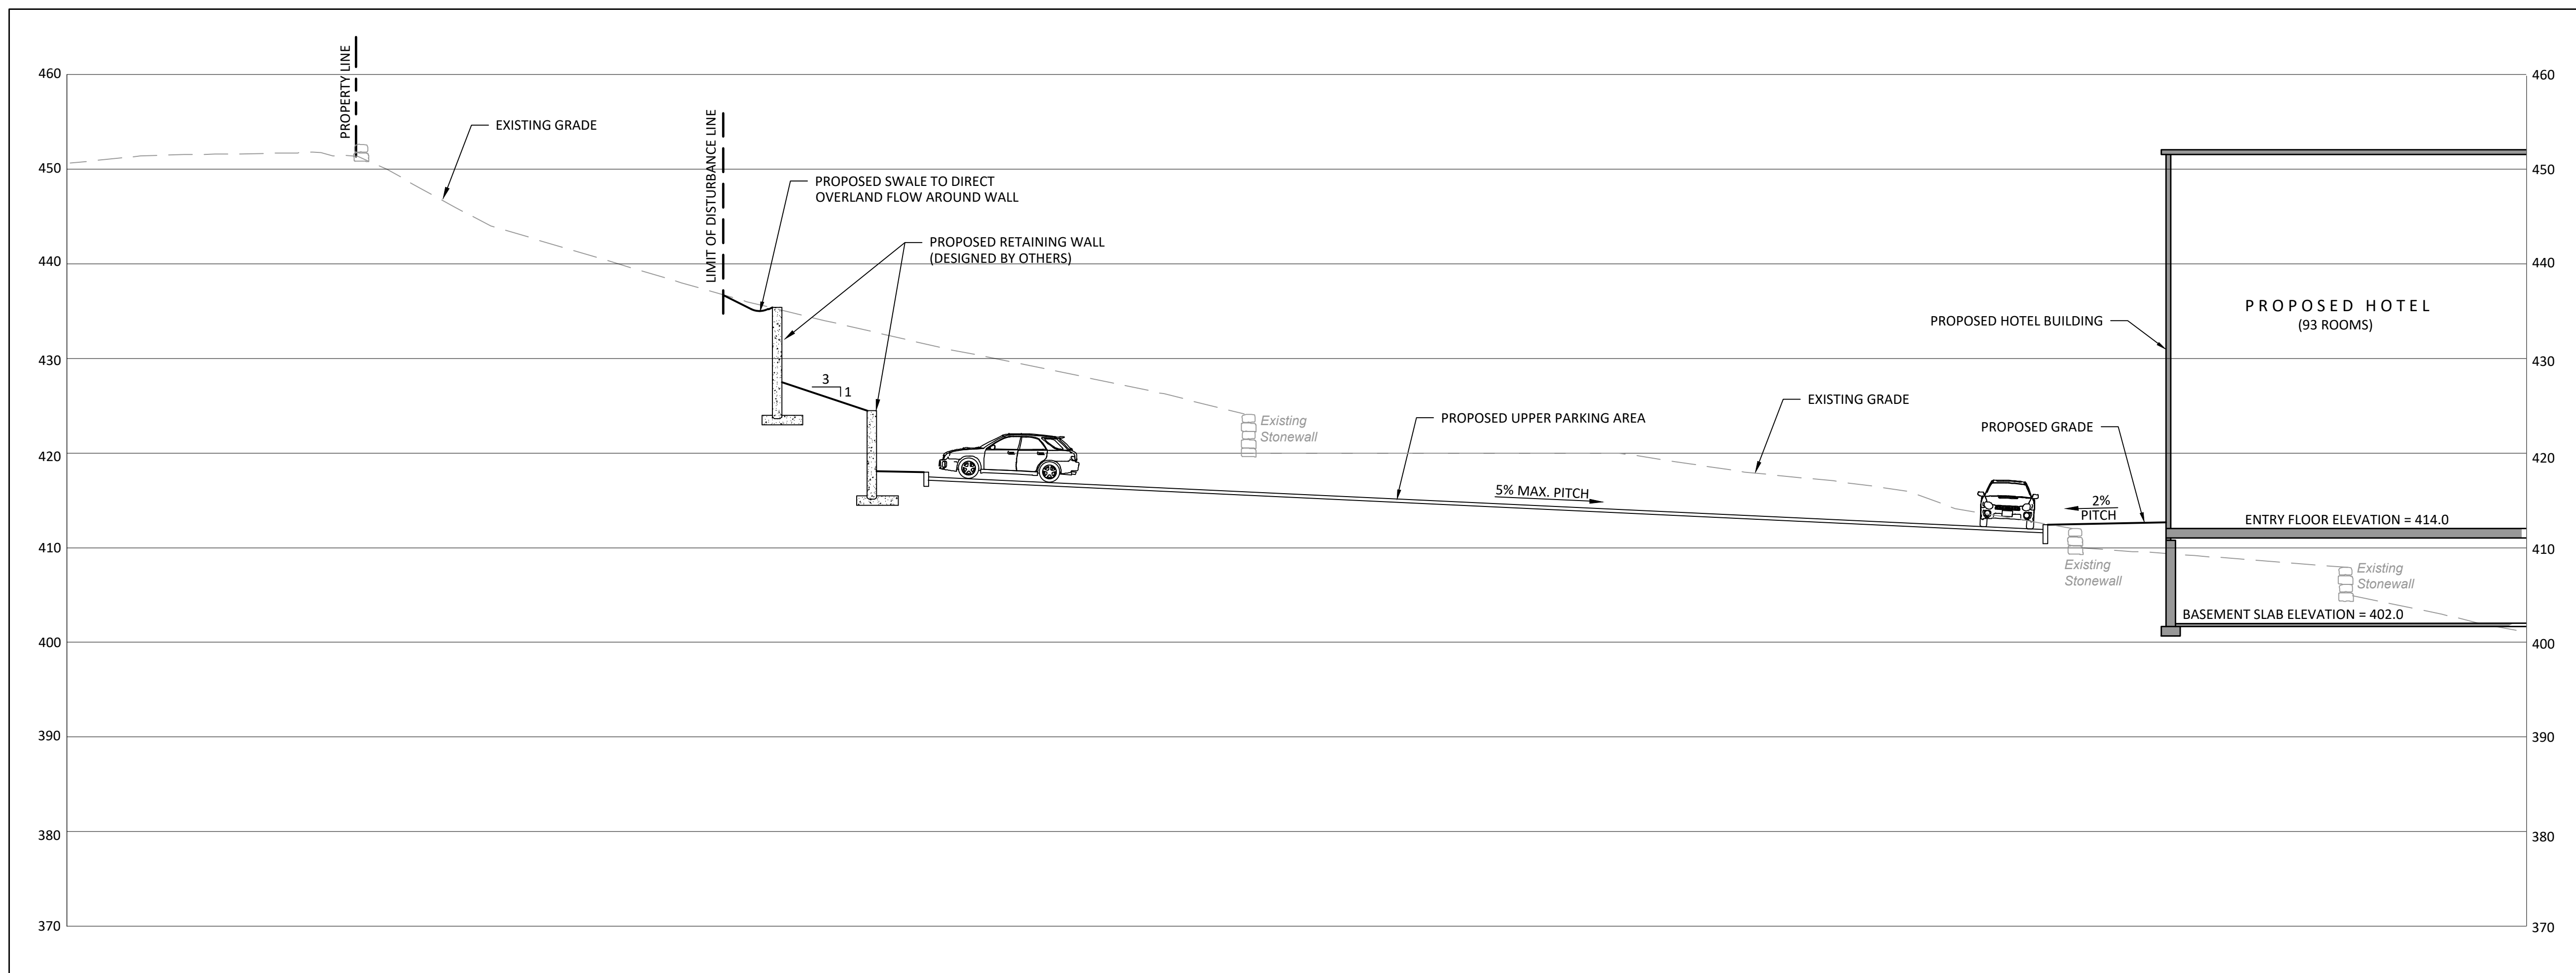 PROPERTY LINE
460
460
EXISTING GRADE
LIMIT OF DISTURBANCE LINE
450
450
PROPOSED SWALE TO DIRECT
OVERLAND FLOW AROUND WALL
PROPOSED RETAINING WALL
(DESIGNED BY OTHERS)
440
440
PROPOSED HOTEL
(93 ROOMS)
PROPOSED HOTEL BUILDING
430
430
3
1
EXISTING GRADE
Existing
Stonewall
PROPOSED UPPER PARKING AREA
PROPOSED GRADE
420
420
5% MAX. PITCH
2%
PITCH
ENTRY FLOOR ELEVATION = 414.0
410
410
Existing
Stonewall
Existing
Stonewall
BASEMENT SLAB ELEVATION = 402.0
400
400
390
390
380
380
370
370